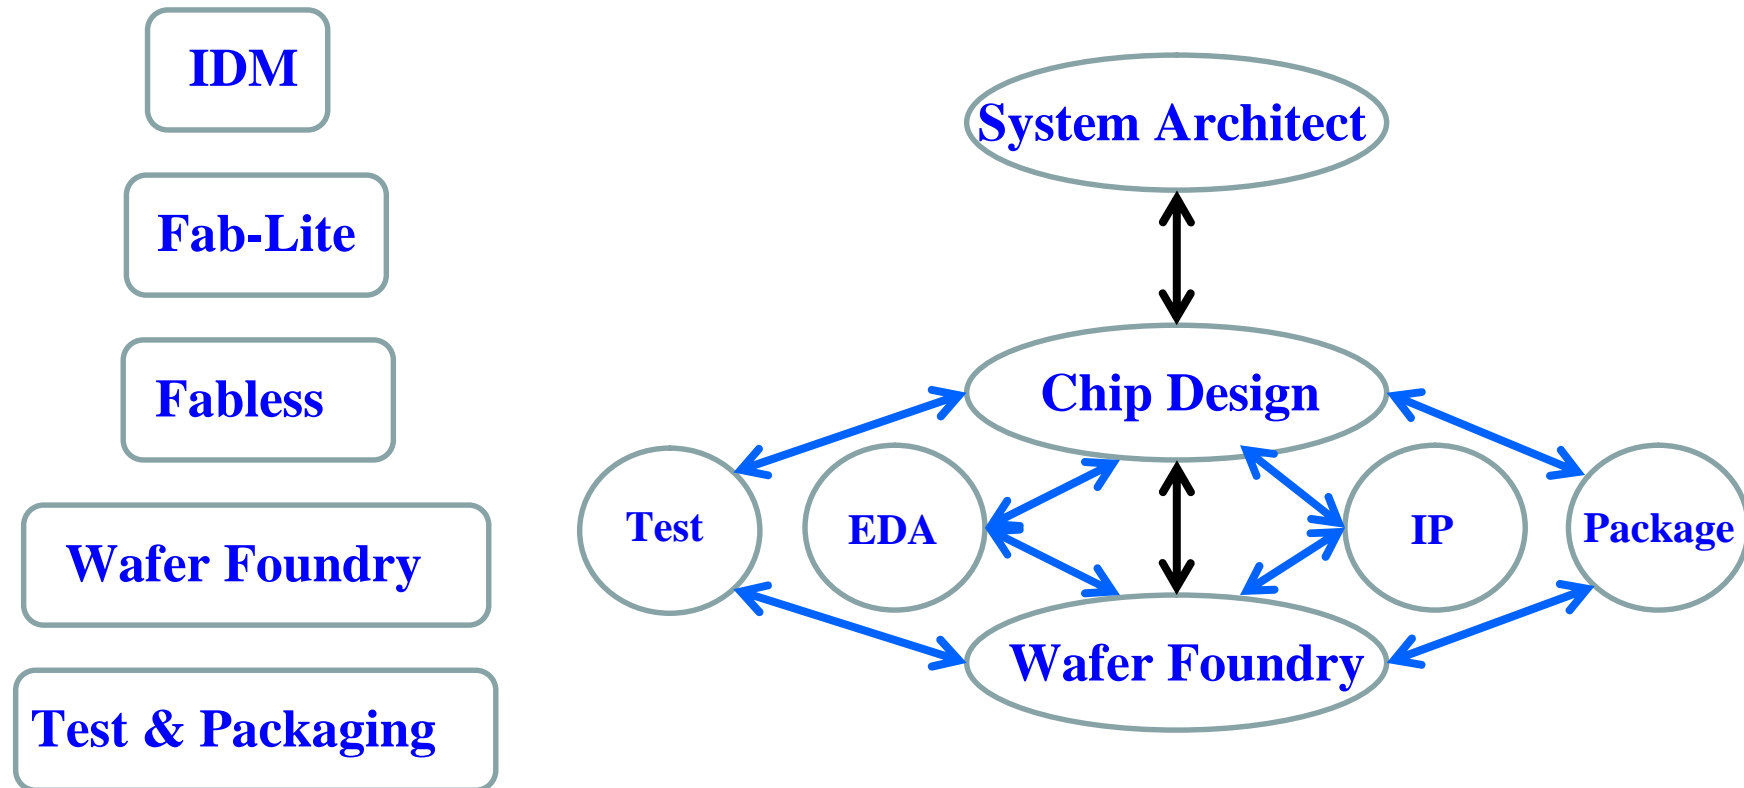 IDM
Fab-Lite
Fabless
Wafer Foundry
Test & Packaging
System Architect
Chip Design
Test
EDA
IP
Package
Wafer Foundry